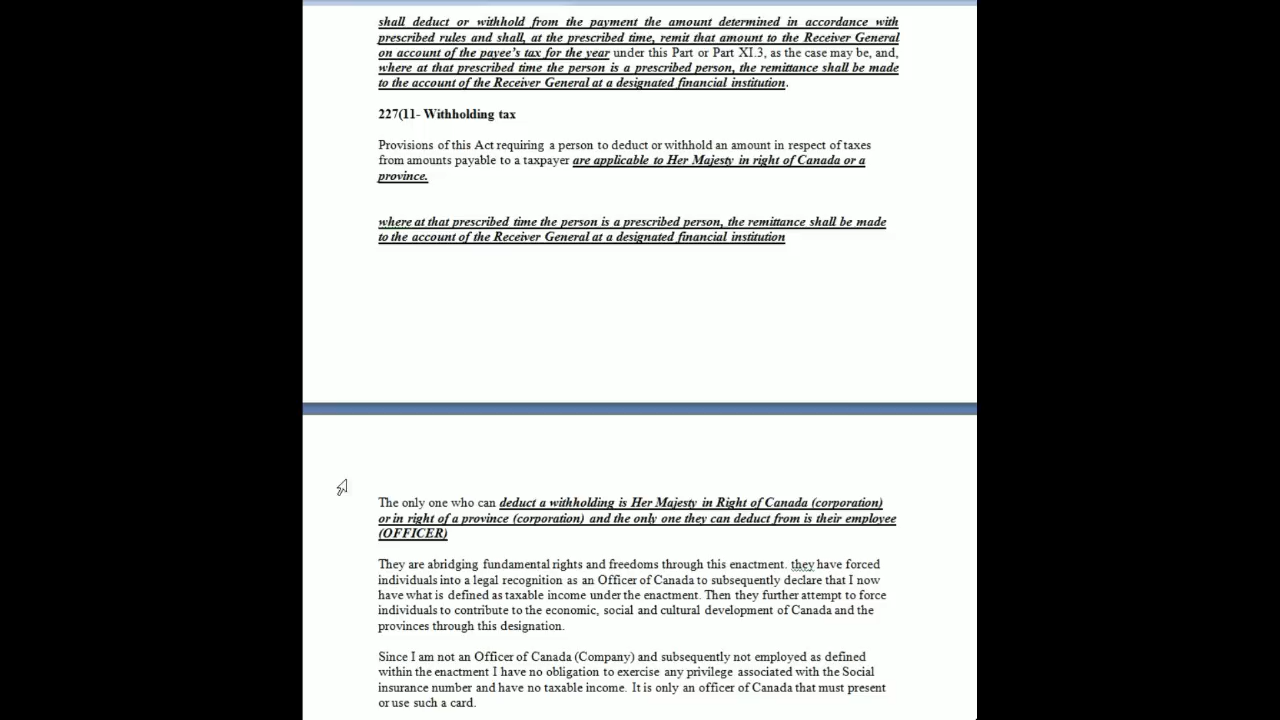 shall deduct or withhold from the payment the amount determined in accordance with
prescribed rules and shall, at the prescribed time, remit that amount to the Receiver General
on account of the payee's tax for the year under this Part or Part XI.3, as the case may be, and,
where at that prescribed time the person is a prescribed person, the remittance shall be made
to the account of the Receiver General at a designated financial institution.
227(11- Withholding tax
Provisions of this Act requiring a person to deduct or withhold an amount in respect of taxes
from amounts payable to a taxpayer are applicable to Her Majesty in right of Canada or a
province.
where at that prescribed time the person is a prescribed person, the remittance shall be made
to the account of the Receiver General at a designated financial institution
The only one who can deduct a withholding is Her Majesty in Right of Canada (corporation)
or in right of a province (corporation) and the only one they can deduct from is their employee
(OFFICER)
They are abridging fundamental rights and freedoms through this enactment. they have forced
individuals into a legal recognition as an Officer of Canada to subsequently declare that I now
have what is defined as taxable income under the enactment. Then they further attempt to force
individuals to contribute to the economic, social and cultural development of Canada and the
provinces through this designation.
Since I am not an Officer of Canada (Company) and subsequently not employed as defined
within the enactment I have no obligation to exercise any privilege associated with the Social
insurance number and have no taxable income. It is only an officer of Canada that must present
or use such a card.